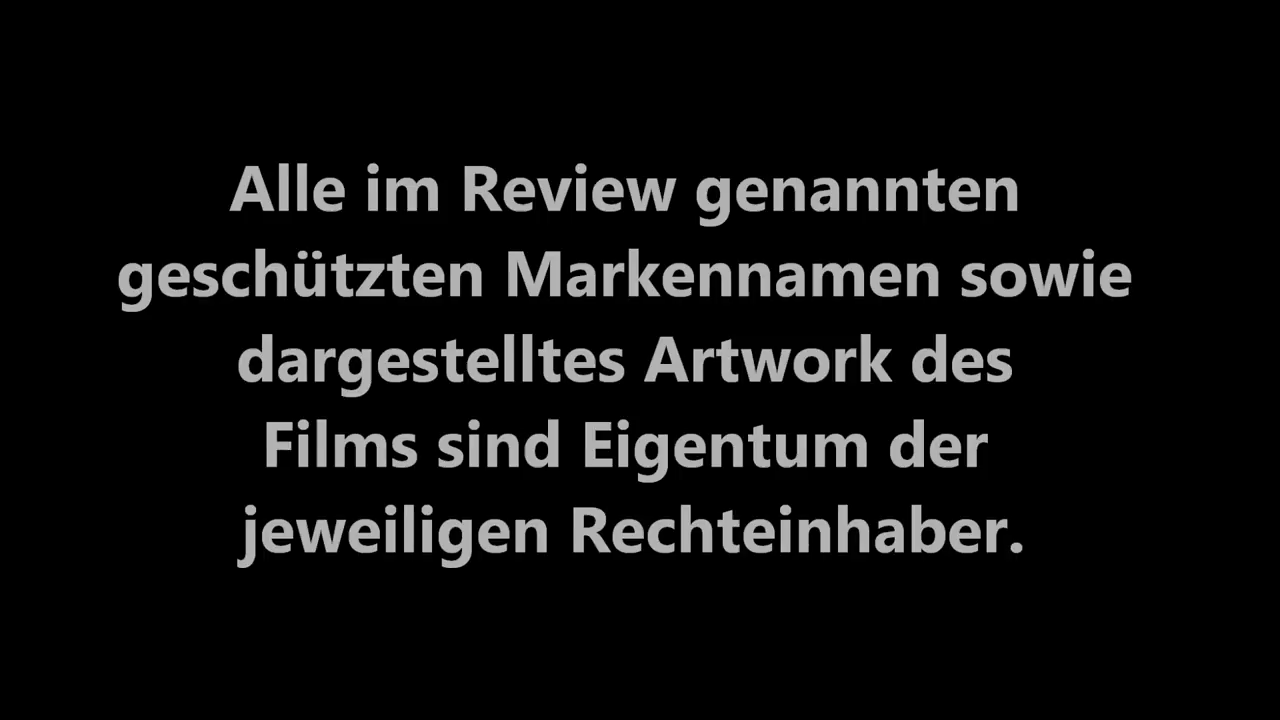 Alle im Review genannten
geschützten Markennamen sowie
dargestelltes Artwork des
Films sind Eigentum der
jeweiligen Rechteinhaber.